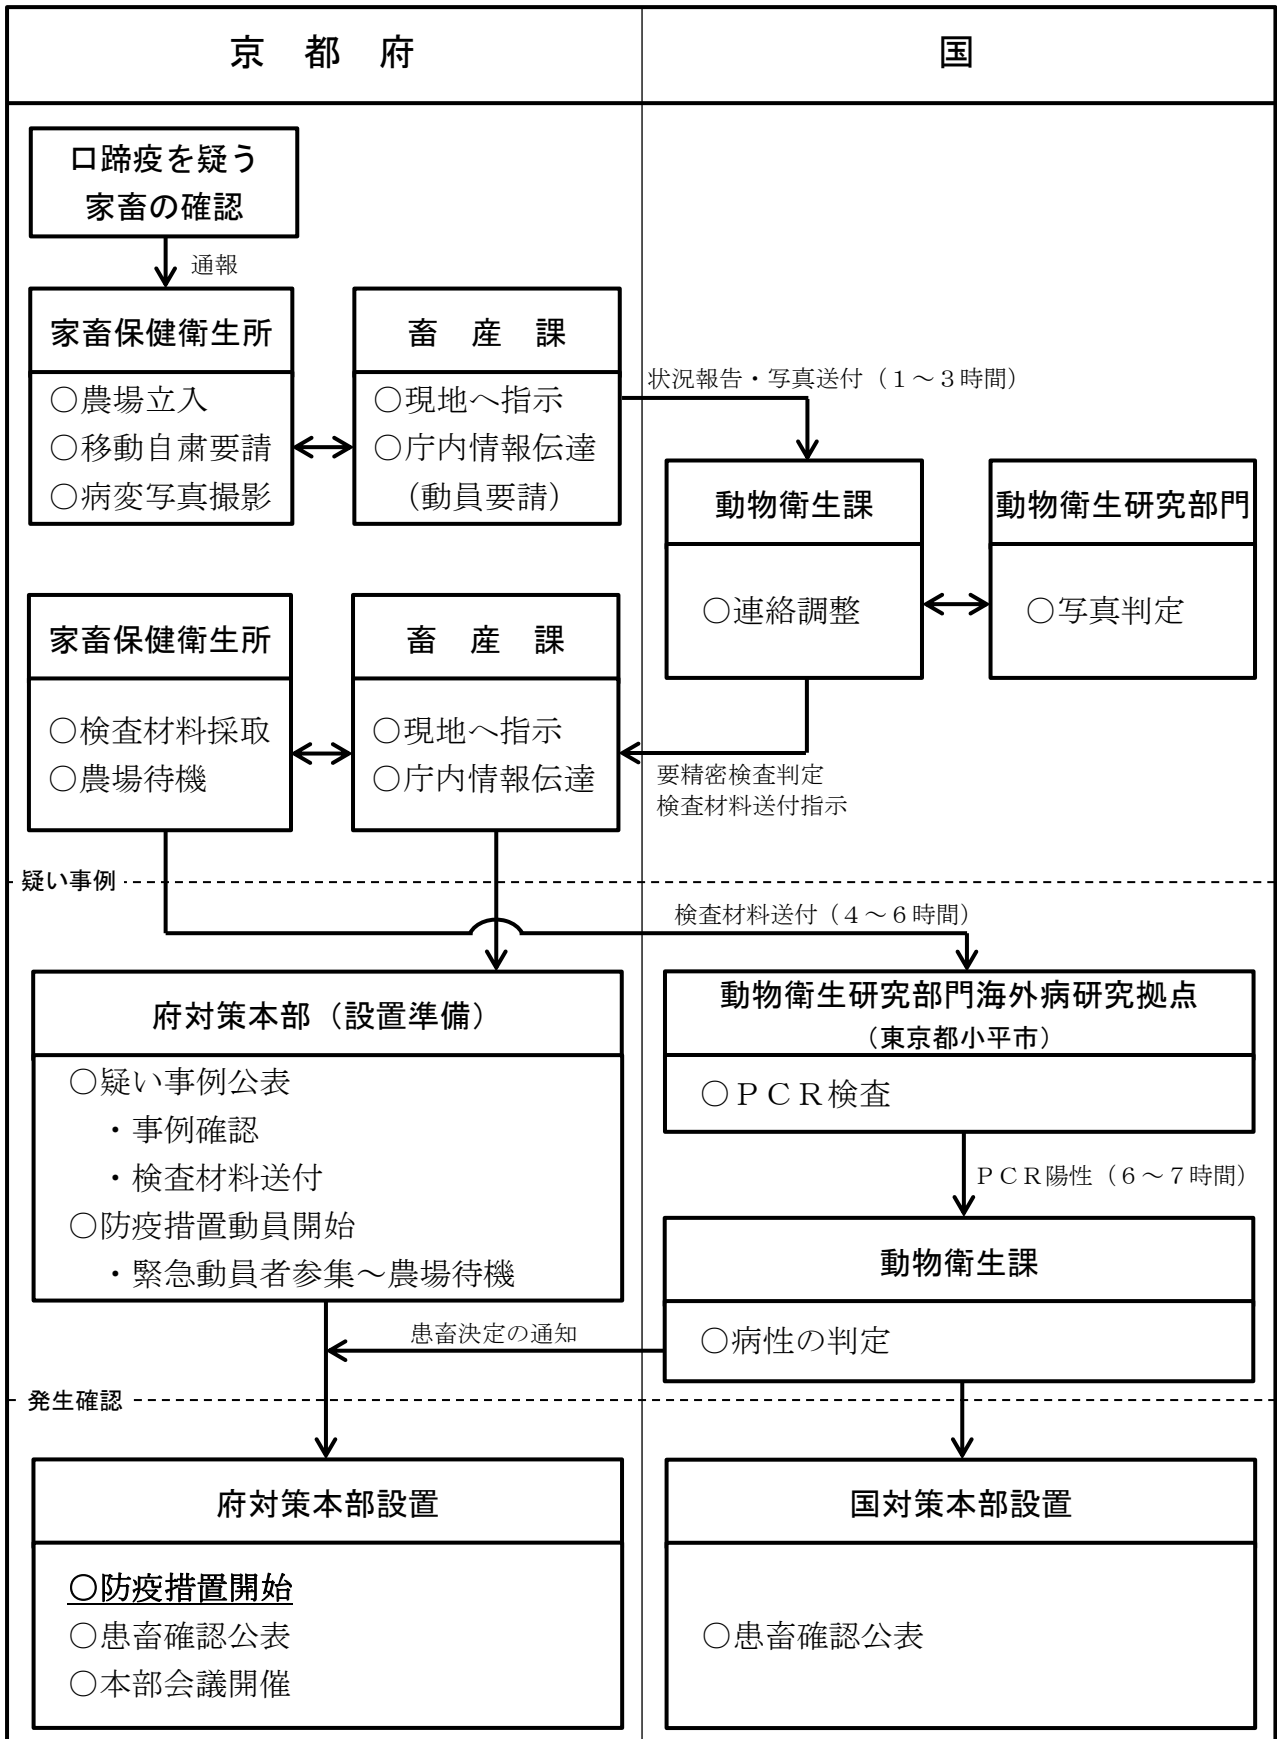 京　都　府
国
口蹄疫を疑う
家畜の確認
通報
家畜保健衛生所
○農場立入
○移動自粛要請
○病変写真撮影
畜　産　課
○現地へ指示
○庁内情報伝達
（動員要請）
状況報告・写真送付（１～３時間）
動物衛生課
○連絡調整
動物衛生研究部門
○写真判定
家畜保健衛生所
○検査材料採取
○農場待機
畜　産　課
○現地へ指示
○庁内情報伝達
要精密検査判定
検査材料送付指示
疑い事例
検査材料送付（４～６時間）
府対策本部（設置準備）
○疑い事例公表
・事例確認
・検査材料送付
○防疫措置動員開始
・緊急動員者参集～農場待機
動物衛生研究部門海外病研究拠点
（東京都小平市）
○ＰＣＲ検査
ＰＣＲ陽性（６～７時間）
動物衛生課
○病性の判定
患畜決定の通知
発生確認
府対策本部設置
○防疫措置開始
○患畜確認公表
○本部会議開催
国対策本部設置
○患畜確認公表